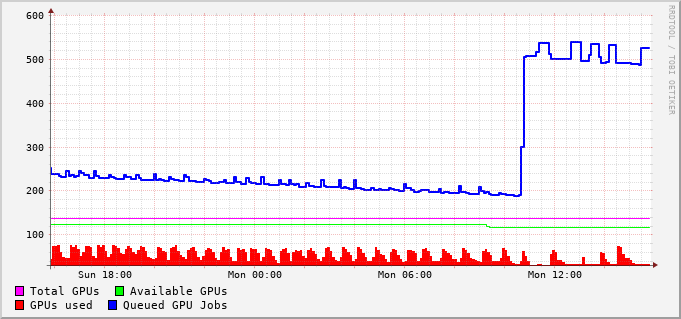 600
500
400
300
200
100
Sun 18:00 Mon 00:00 Mon 06:00 Mon 12:00
Total GPUs Available GPUs
GPUs used Queued GPU Jobs
RRDTOOL / TOBI OETIKER